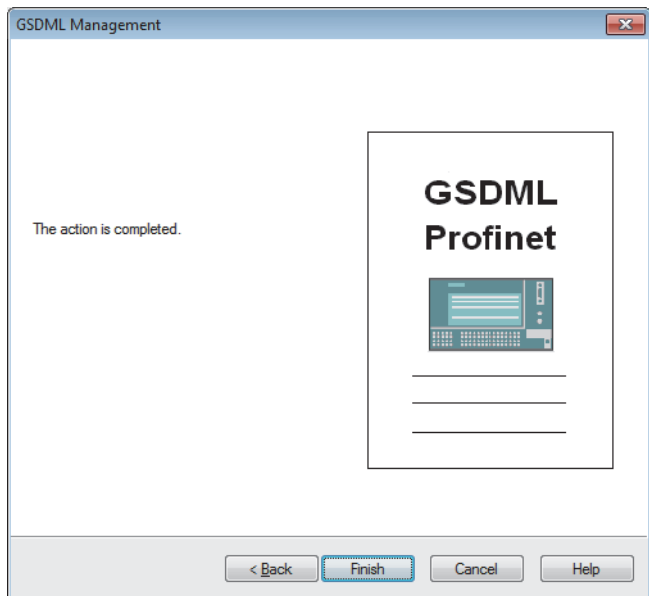 GSDML Management
The action is completed.
GSDML
Profinet
< Back
Finish
Cancel
Help